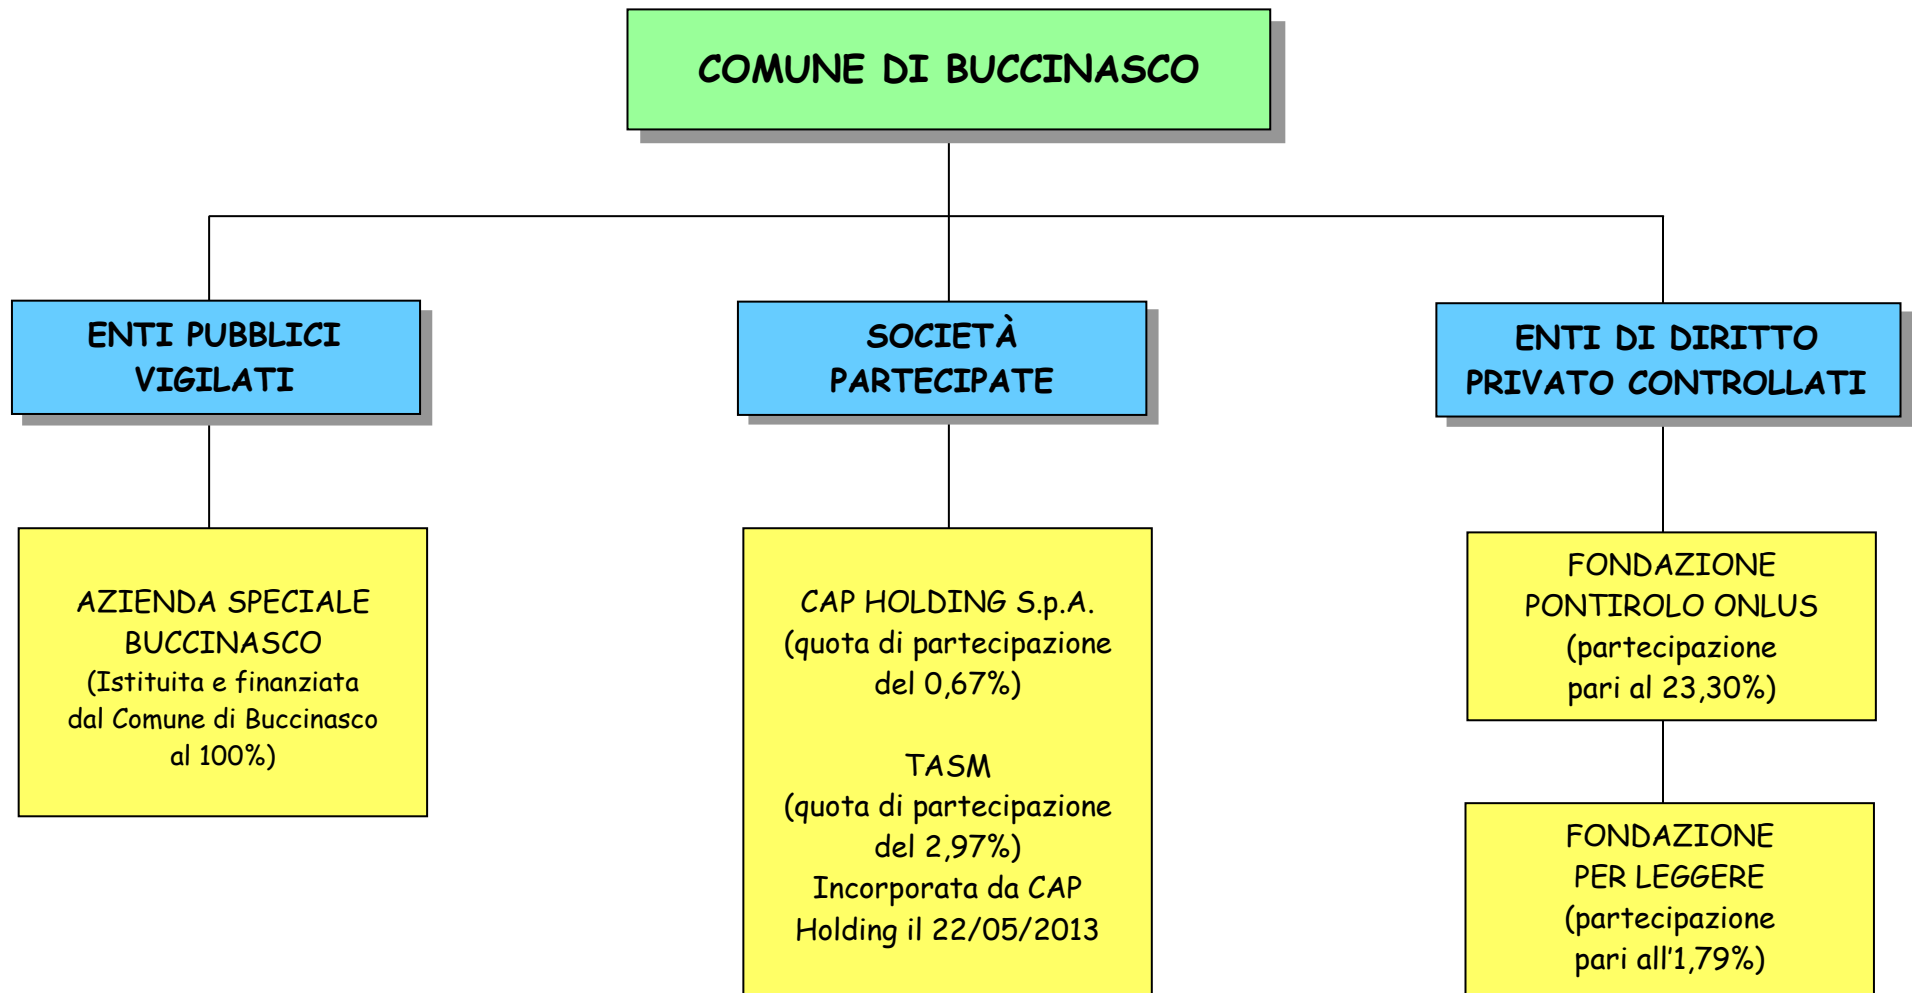 COMUNE DI BUCCINASCO
ENTI PUBBLICI
VIGILATI
SOCIETÀ
PARTECIPATE
ENTI DI DIRITTO
PRIVATO CONTROLLATI
AZIENDA SPECIALE
BUCCINASCO
(Istituita e finanziata
dal Comune di Buccinasco
al 100%)
CAP HOLDING S.p.A.
(quota di partecipazione
del 0,67%)
TASM
(quota di partecipazione
del 2,97%)
Incorporata da CAP
Holding il 22/05/2013
FONDAZIONE
PONTIROLO ONLUS
(partecipazione
pari al 23,30%)
FONDAZIONE
PER LEGGERE
(partecipazione
pari all'1,79%)